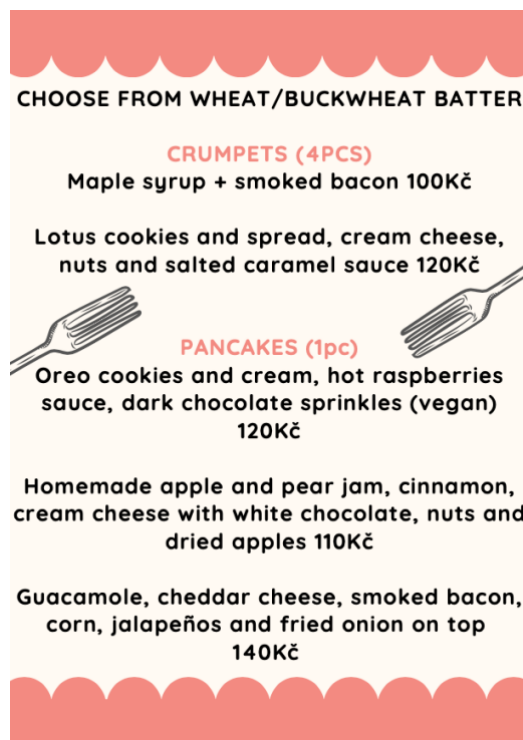 CHOOSE FROM WHEAT/BUCKWHEAT BATTER
CRUMPETS (4PCS)
Maple syrup + smoked bacon 100Kč
Lotus cookies and spread, cream cheese,
nuts and salted caramel sauce 120Kč
PANCAKES (1pc)
Oreo cookies and cream, hot raspberries
sauce, dark chocolate sprinkles (vegan)
120Kč
Homemade apple and pear jam, cinnamon,
cream cheese with white chocolate, nuts and
dried apples 110Kč
Guacamole, cheddar cheese, smoked bacon,
corn, jalapeños and fried onion on top
140Kč